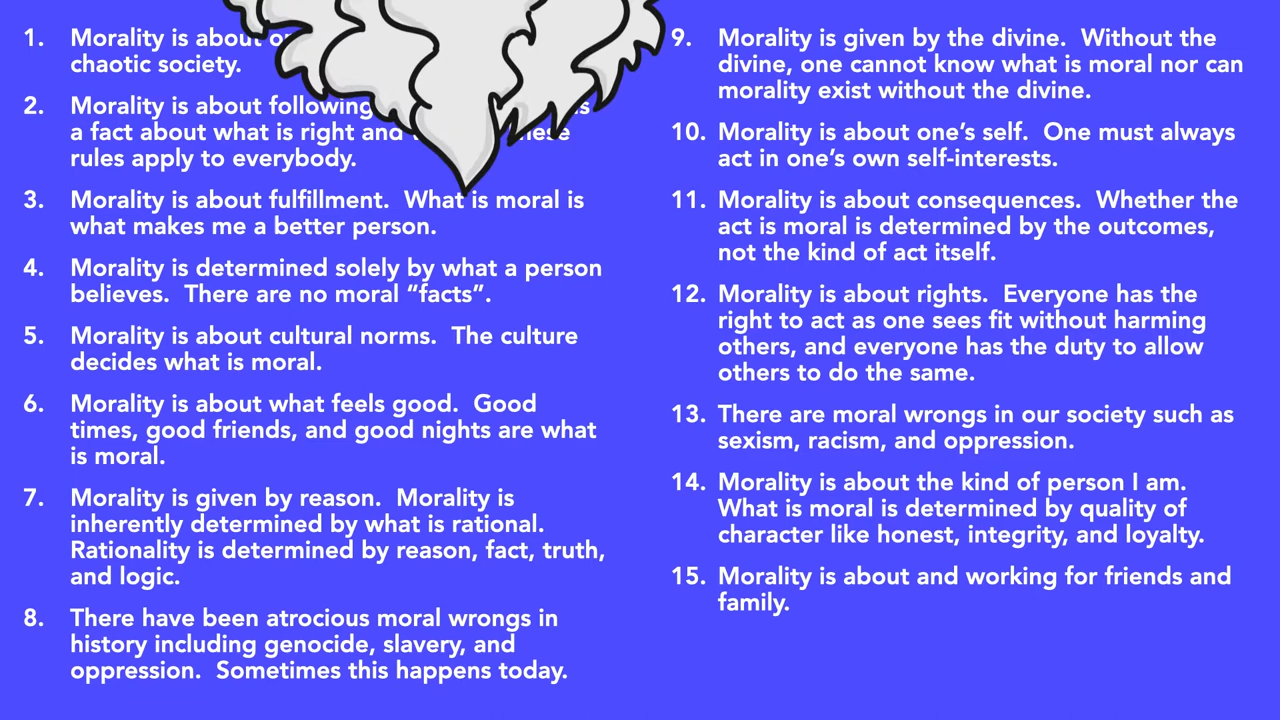 1. Morality is about
chaotic society.
2. Morality is about following
a fact about what is right and
rules apply to everybody.
3. Morality is about fulfillment. What is moral is
what makes me a better person.
4. Morality is determined solely by what a person
believes. There are no moral “facts”.
5. Morality is about cultural norms. The culture
decides what is moral.
6. Morality is about what feels good. Good
times, good friends, and good nights are what
is moral.
7. Morality is given by reason. Morality is
inherently determined by what is rational.
Rationality is determined by reason, fact, truth,
and logic.
8. There have been atrocious moral wrongs in
history including genocide, slavery, and
oppression. Sometimes this happens today.
9. Morality is given by the divine. Without the
divine, one cannot know what is moral nor can
morality exist without the divine.
10. Morality is about one’s self. One must always
act in one’s own self-interests.
11. Morality is about consequences. Whether the
act is moral is determined by the outcomes,
not the kind of act itself.
12. Morality is about rights. Everyone has the
right to act as one sees fit without harming
others, and everyone has the duty to allow
others to do the same.
13. There are moral wrongs in our society such as
sexism, racism, and oppression.
14. Morality is about the kind of person I am.
What is moral is determined by quality of
character like honest, integrity, and loyalty.
15. Morality is about and working for friends and
family.